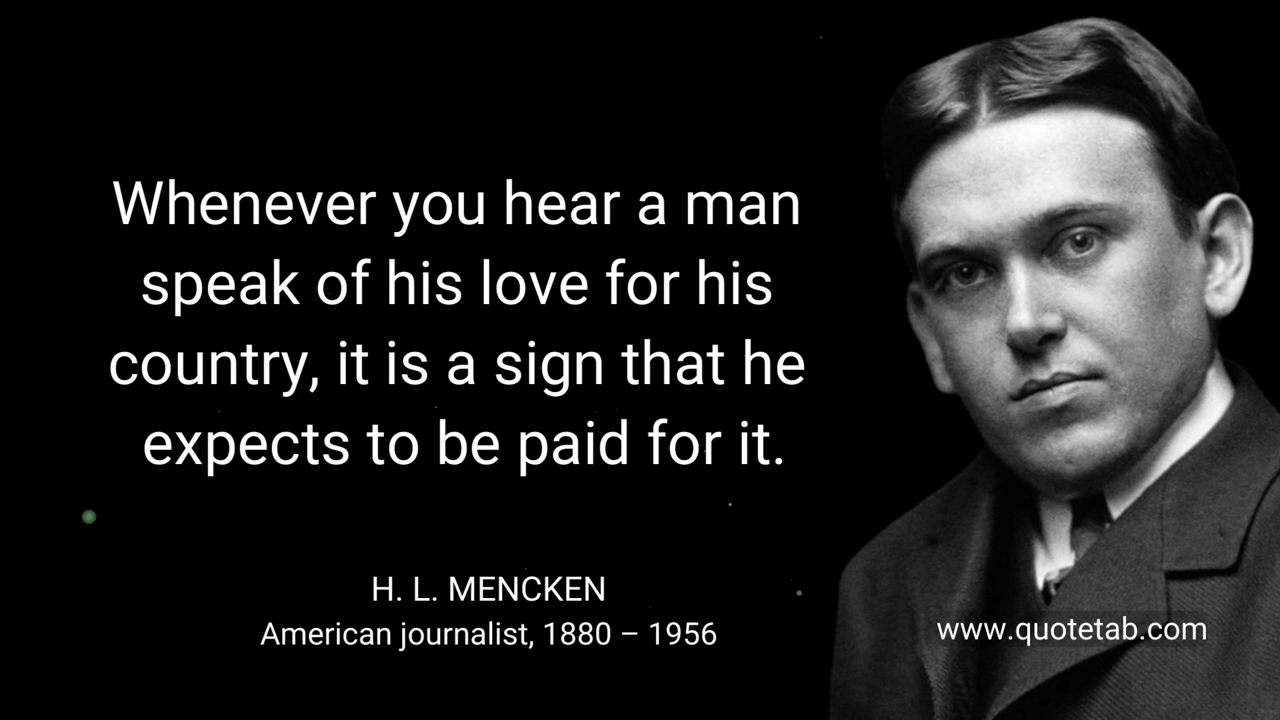 Whenever you hear a man
speak of his love for his
country, it is a sign that he
expects to be paid for it.
H. L. MENCKEN
American journalist, 1880 – 1956
www.quotetab.com